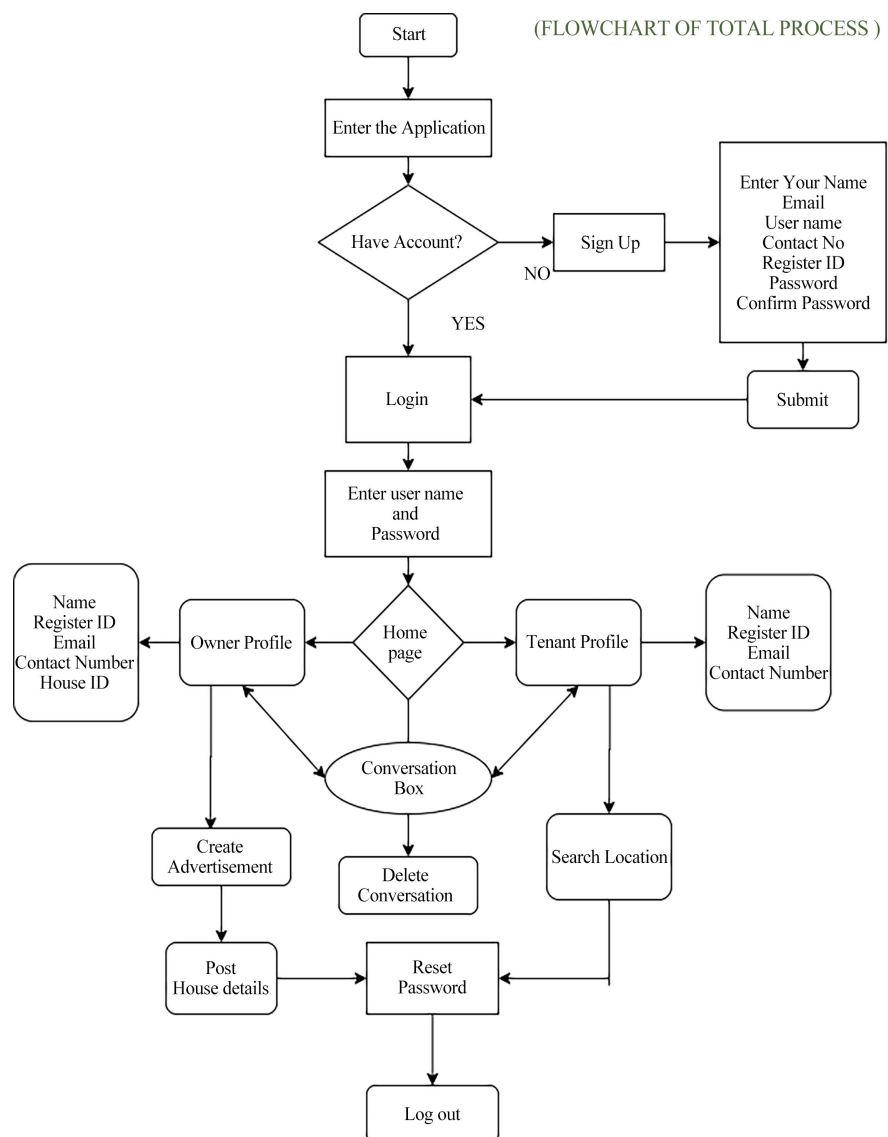 (FLOWCHART OF TOTAL PROCESS )
Start
Enter the Application
Have Account?
NO
Sign Up
Enter Your Name
Email
User name
Contact No
Register ID
Password
Confirm Password
YES
Login
Submit
Enter user name
and
Password
Name
Register ID
Email
Contact Number
House ID
Owner Profile
Home
page
Tenant Profile
Name
Register ID
Email
Contact Number
Conversation
Box
Create
Advertisement
Delete
Conversation
Search Location
Post
House details
Reset
Password
Log out